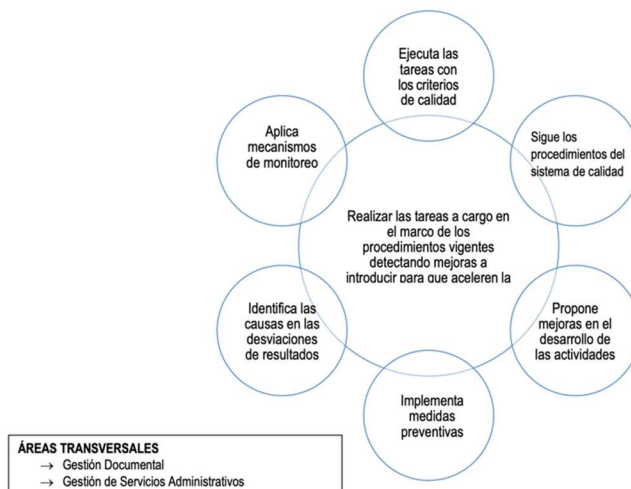 Ejecuta las
tareas con
los criterios
de calidad
Sigue los
procedimientos del
sistema de calidad
Propone
mejoras en el
desarrollo de
las actividades
Implementa
medidas
preventivas
Identifica las
causas en las
desviaciones
de resultados
Aplica
mecanismos
de monitoreo
Realizar las tareas a cargo en
el marco de los
procedimientos vigentes
detectando mejoras a
introducir para que aceleren la
ÁREAS TRANSVERSALES
→ Gestión Documental
→ Gestión de Servicios Administrativos